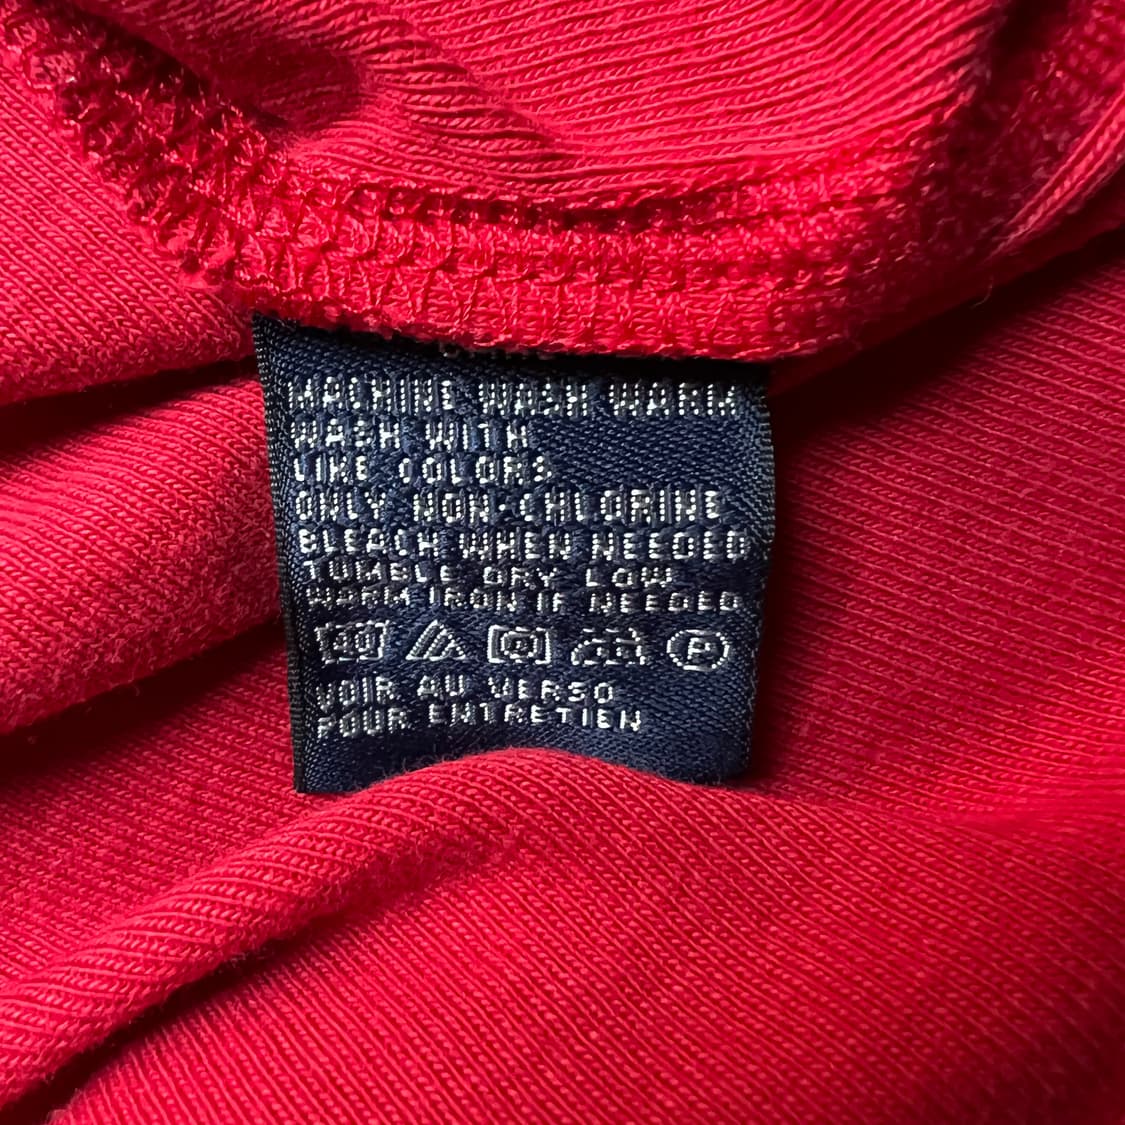 MACHINE WASH WARM
WASH WITH
LIKE COLORS
ONLY NON-CHLORINE
BLEACH WHEN NEEDED
TUMBLE DRY LOW
WARM IRON IF NEEDED
P
VOIR AU VERSO
POUR ENTRETIEN